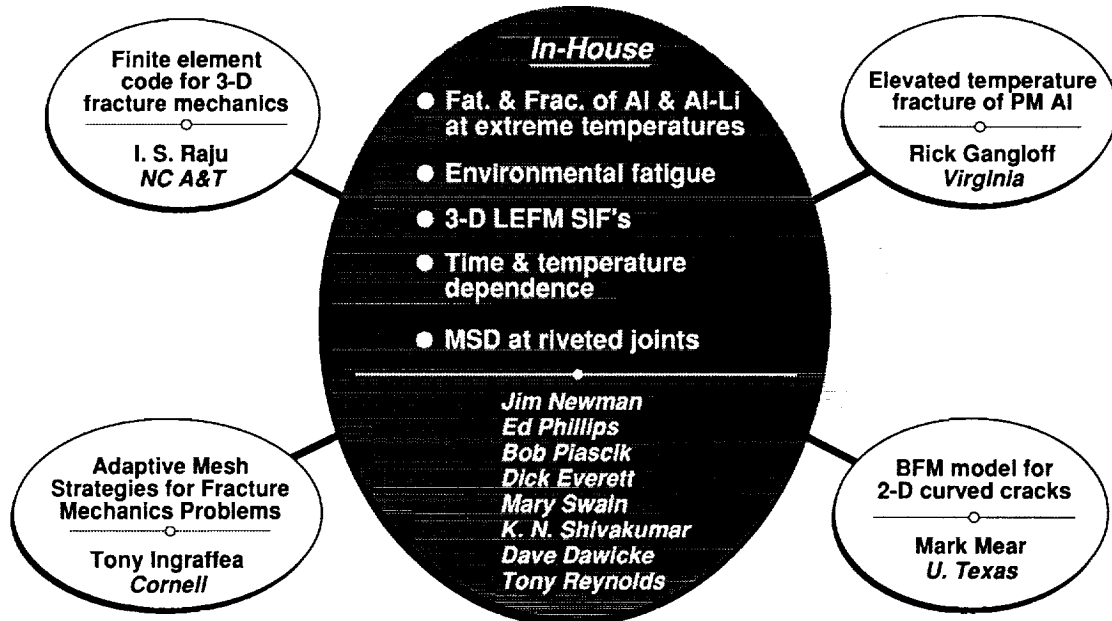 Finite element
code for 3-D
fracture mechanics
I. S. Raju
NC A&T
In-House
● Fat. & Frac. of Al & Al-Li
at extreme temperatures
● Environmental fatigue
● 3-D LEFM SIF's
● Time & temperature
dependence
● MSD at riveted joints
Jim Newman
Ed Phillips
Bob Piascik
Dick Everett
Mary Swain
K. N. Shivakumar
Dave Dawicke
Tony Reynolds
Elevated temperature
fracture of PM Al
Rick Gangloff
Virginia
Adaptive Mesh
Strategies for Fracture
Mechanics Problems
Tony Ingraffea
Cornell
BFM model for
2-D curved cracks
Mark Mear
U. Texas